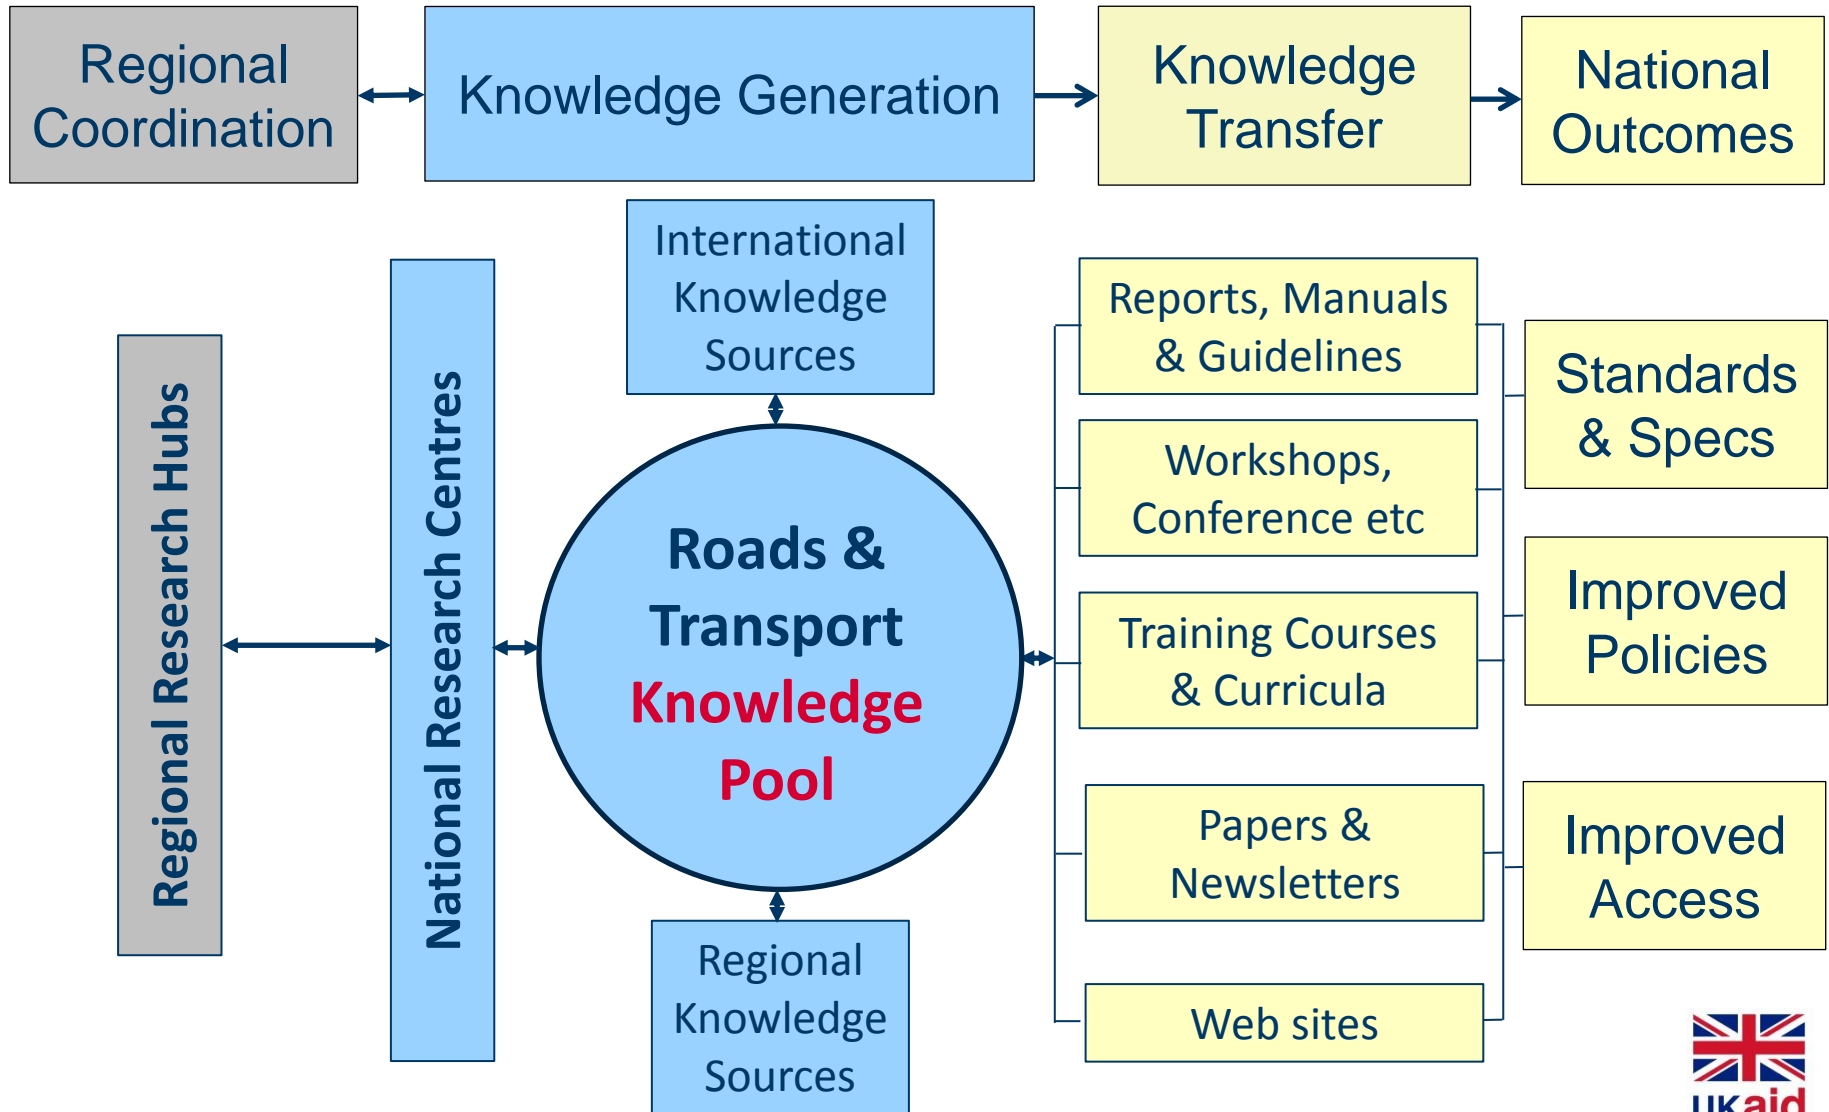 Regional
Coordination
Knowledge Generation
Knowledge
Transfer
National
Outcomes
Regional Research Hubs
National Research Centres
International
Knowledge
Sources
Roads &
Transport
Knowledge
Pool
Regional
Knowledge
Sources
Reports, Manuals
& Guidelines
Workshops,
Conference etc
Training Courses
& Curricula
Papers &
Newsletters
Web sites
Standards
& Specs
Improved
Policies
Improved
Access
UKaid